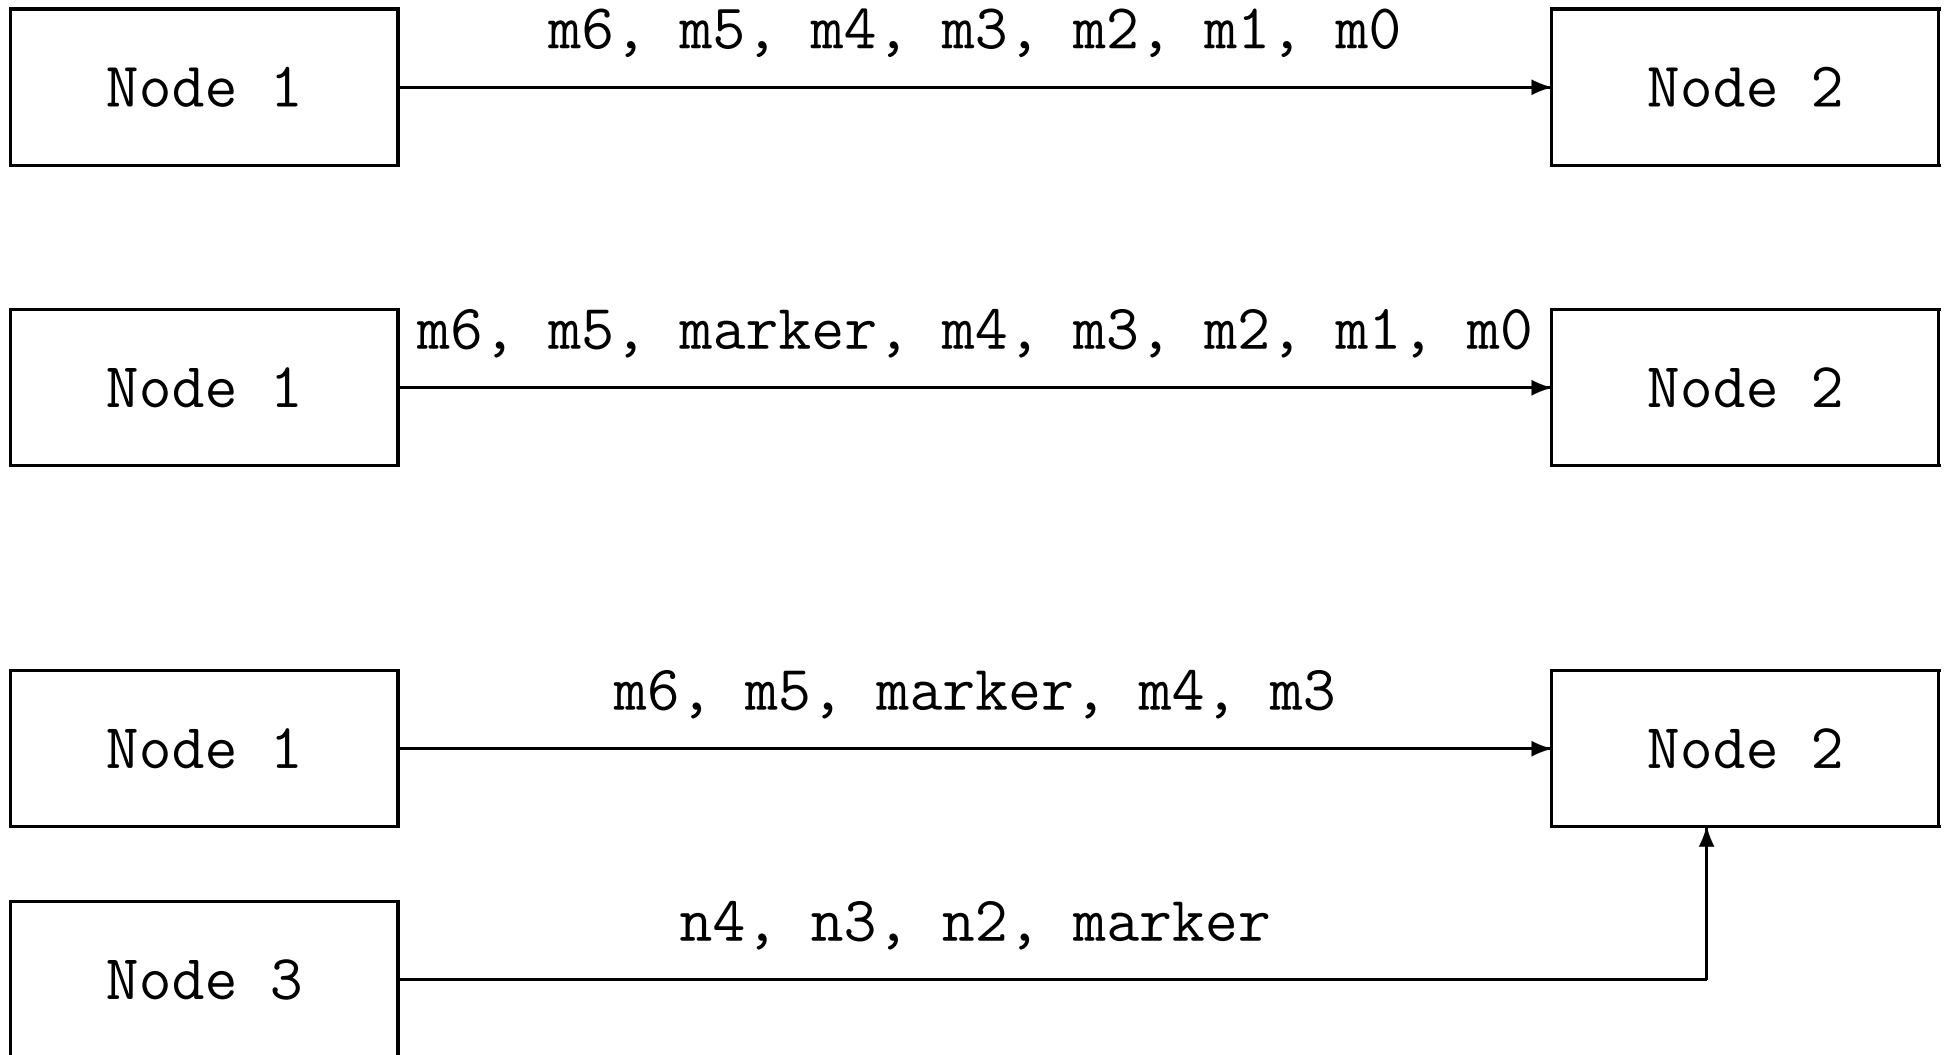 m6, m5, m4, m3, m2, m1, m0
Node 1
Node 2
m6, m5, marker, m4, m3, m2, m1, m0
Node 1
Node 2
m6, m5, marker, m4, m3
Node 1
Node 2
n4, n3, n2, marker
Node 3